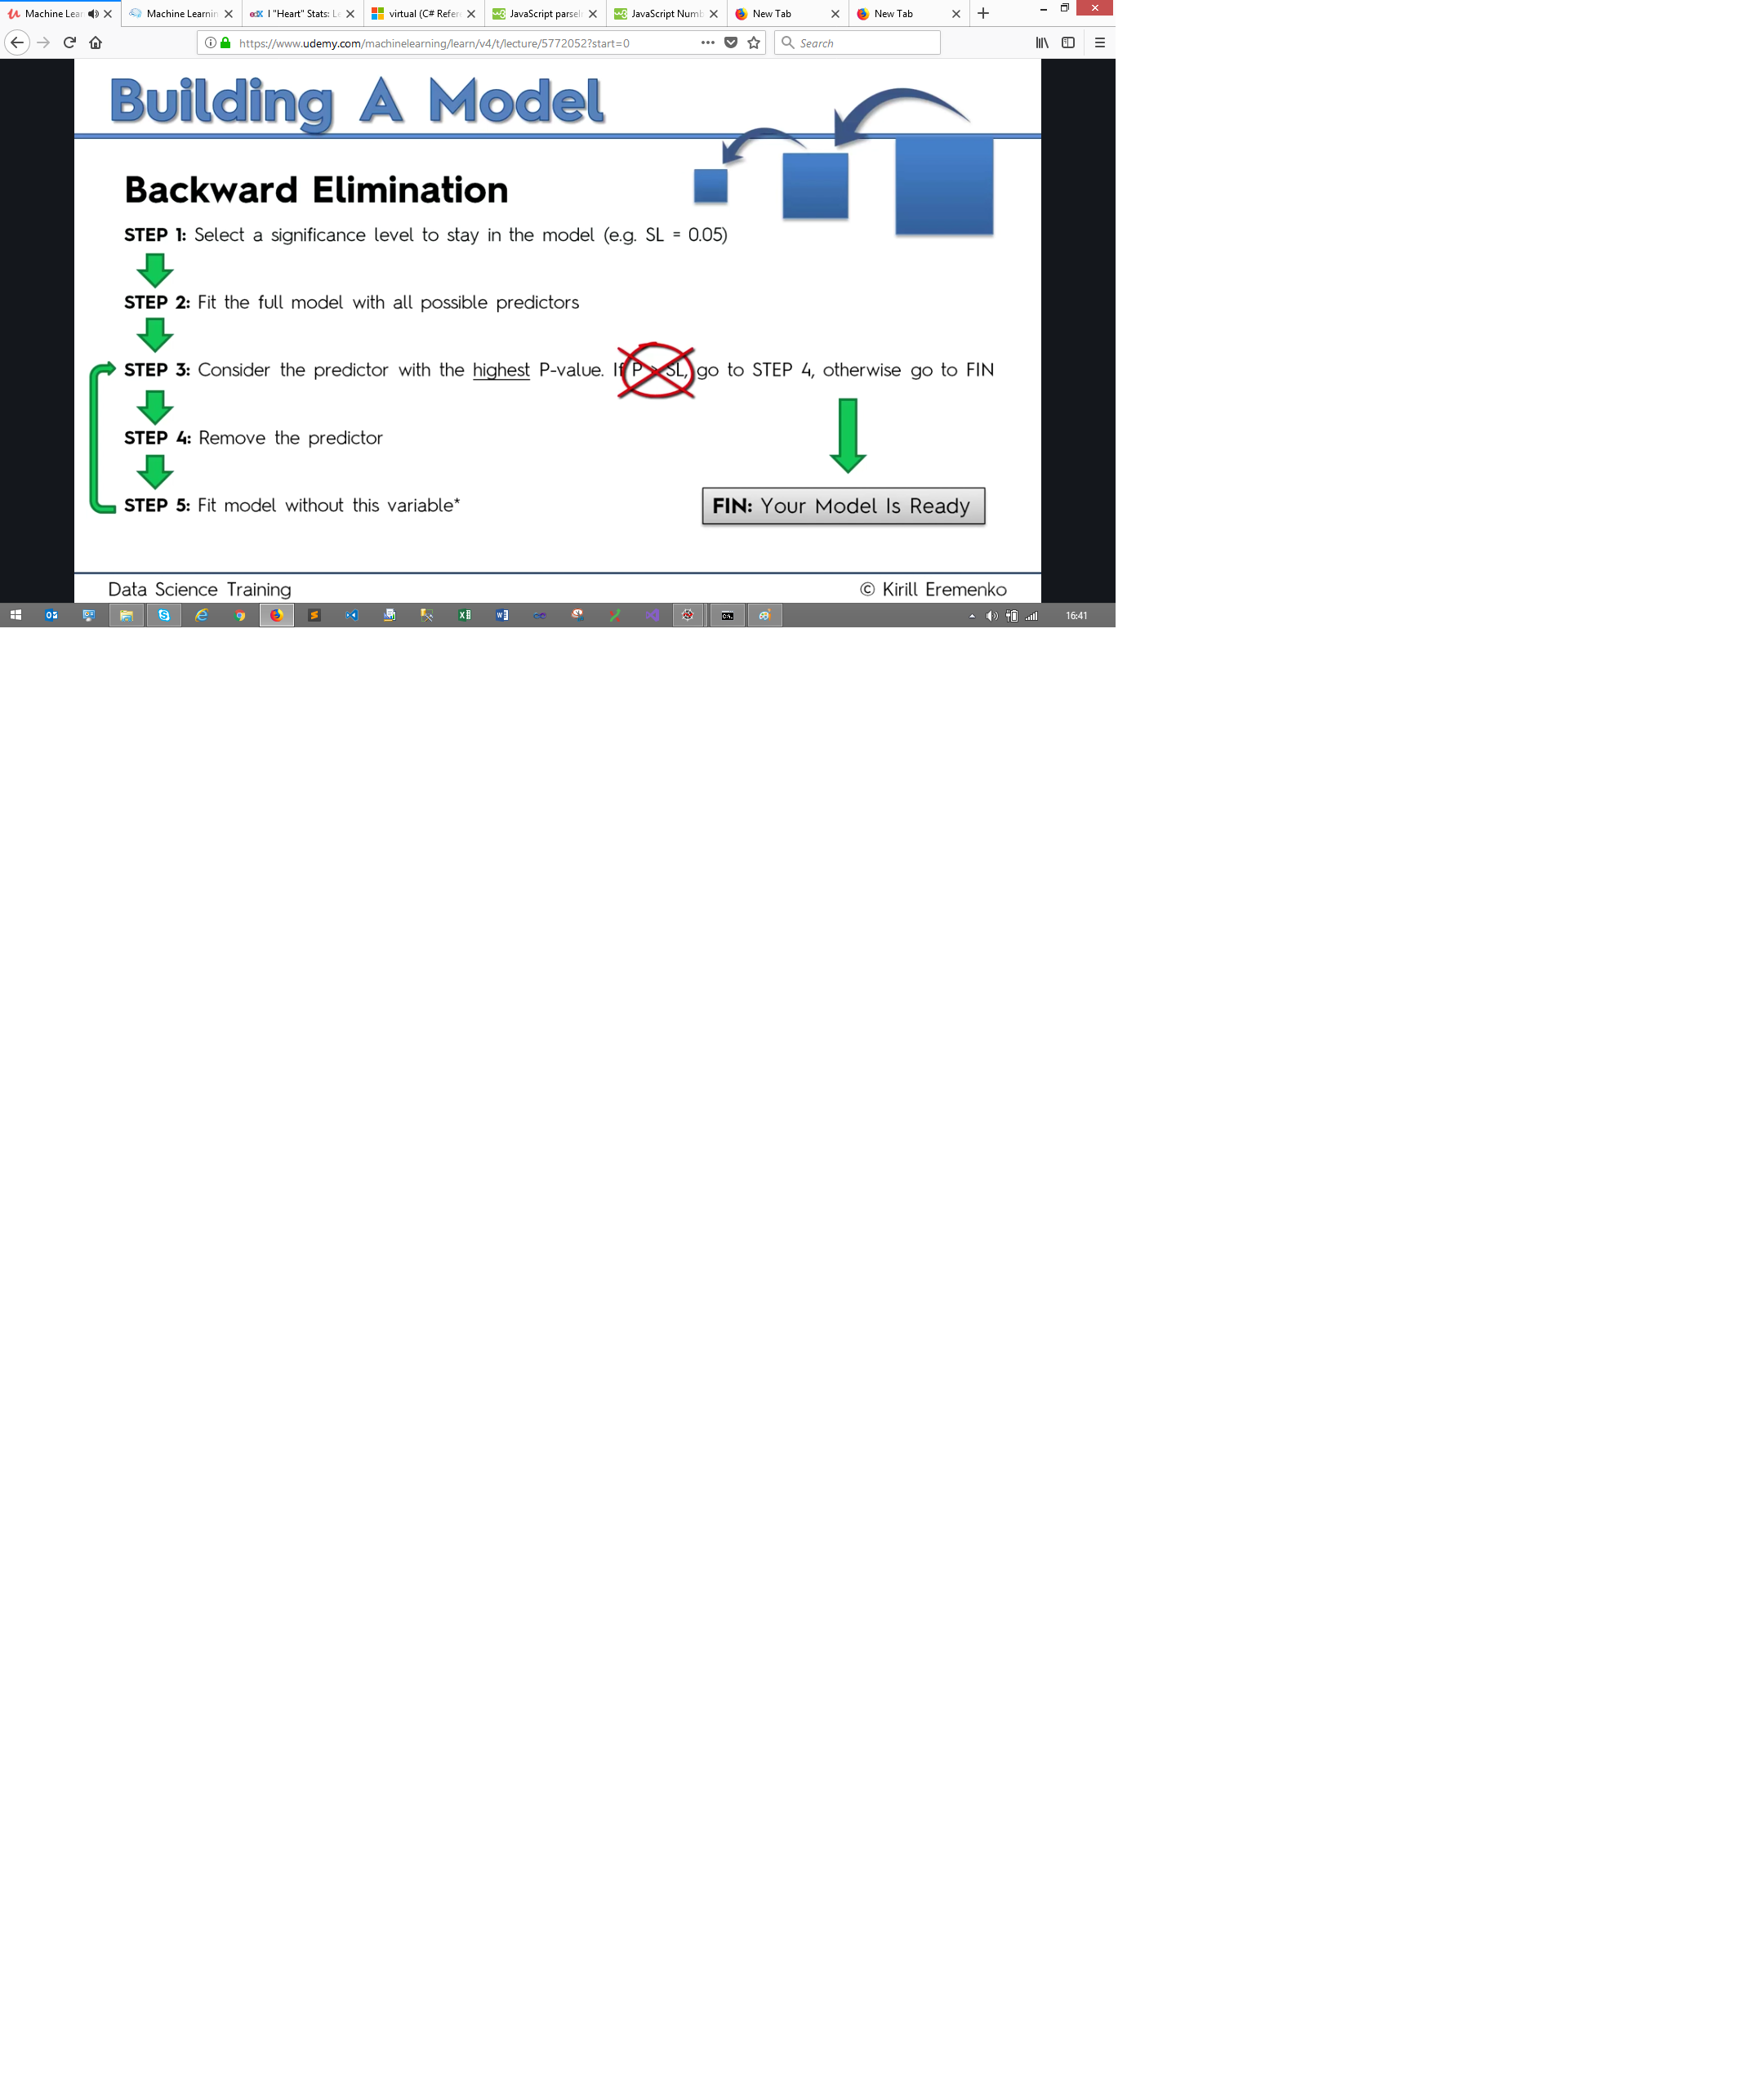 Machine Lear
Machine Learnin
I "Heart" Stats: Le
virtual (C# Refer
JavaScript parseI
JavaScript Numb
New Tab
New Tab
https://www.udemy.com/machinelearning/learn/v4/t/lecture/5772052?start=0
Search
Building A Model
Backward Elimination
STEP 1: Select a significance level to stay in the model (e.g. SL = 0.05)
STEP 2: Fit the full model with all possible predictors
STEP 3: Consider the predictor with the highest P-value. If P > SL, go to STEP 4, otherwise go to FIN
STEP 4: Remove the predictor
STEP 5: Fit model without this variable*
FIN: Your Model Is Ready
Data Science Training
© Kirill Eremenko
16:41